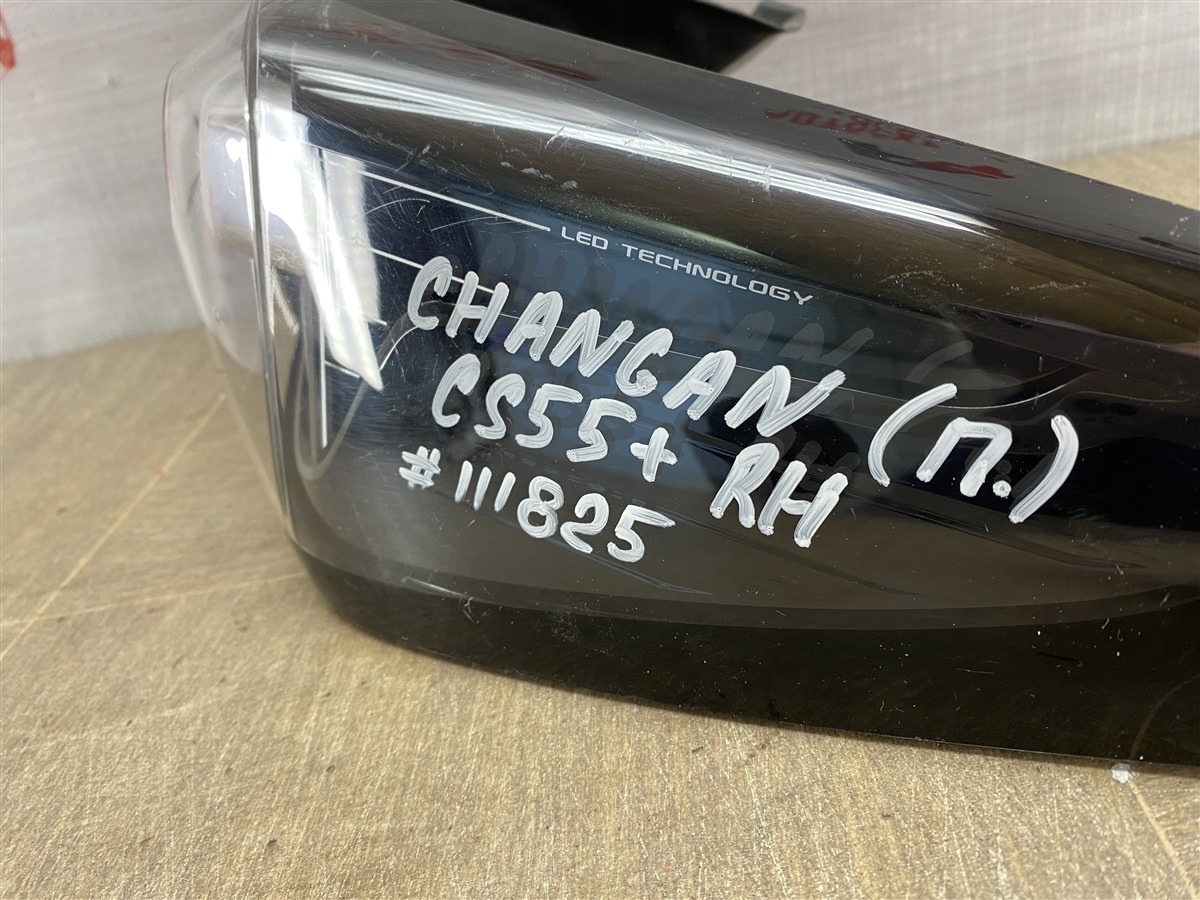 LED TECHNOLOGY
CHANGAN (П.)
CS55+ RH
#111825